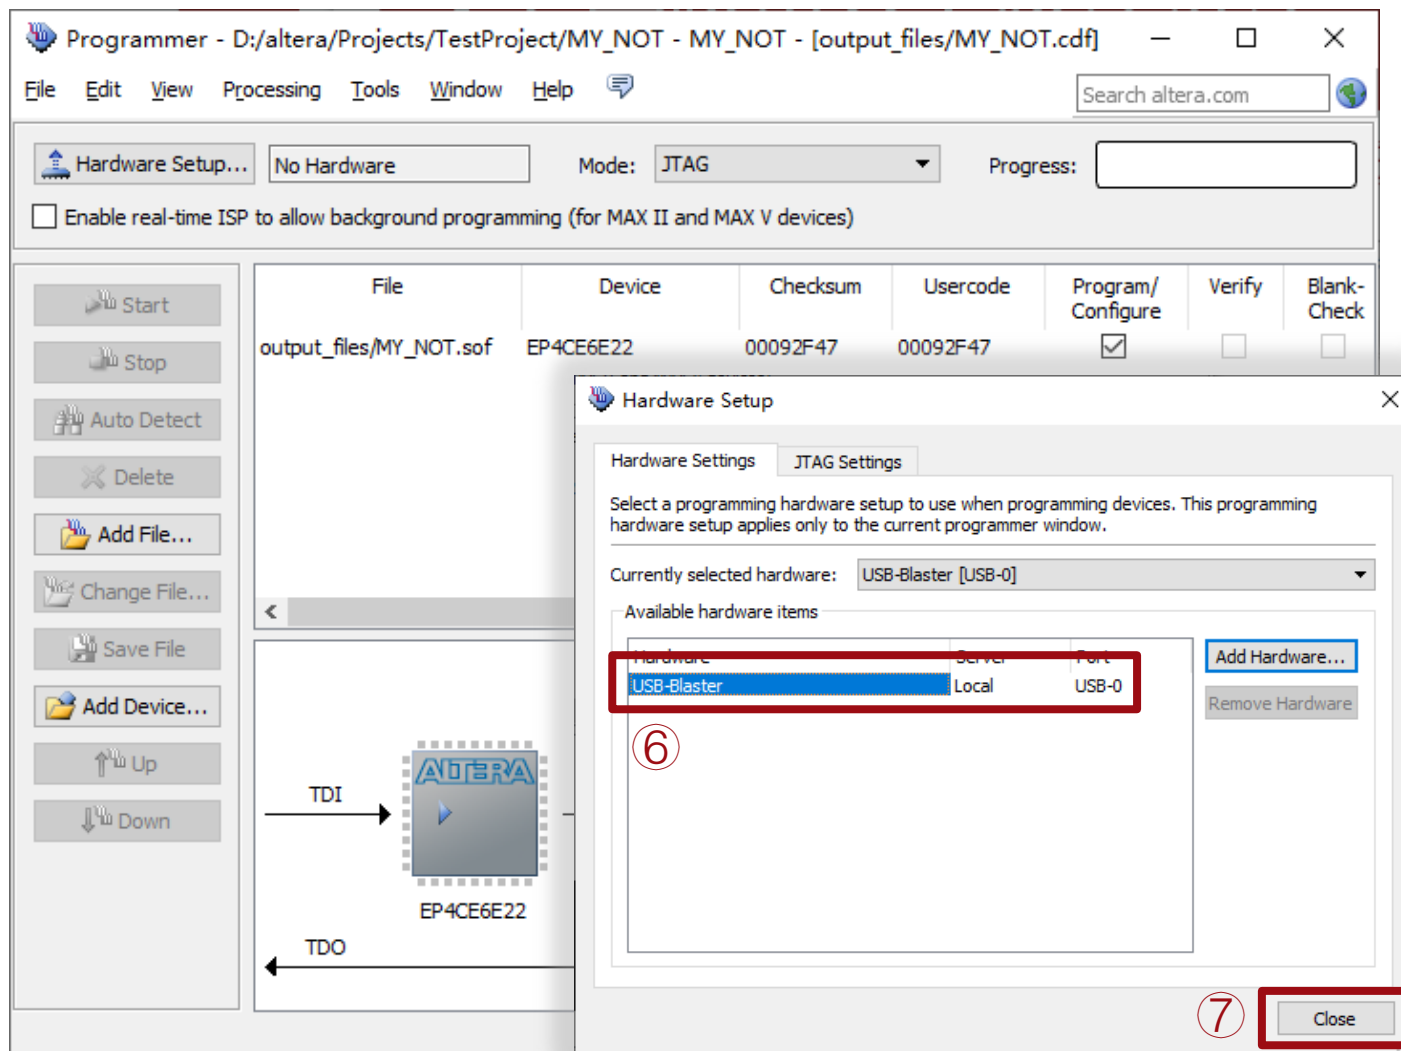 Programmer - D:/altera/Projects/TestProject/MY_NOT - MY_NOT - [output_files/MY_NOT.cdf]
File Edit View Processing Tools Window Help
Search altera.com
Hardware Setup... No Hardware Mode: JTAG Progress:
Enable real-time ISP to allow background programming (for MAX II and MAX V devices)
Start
Stop
Auto Detect
Delete
Add File...
Change File...
Save File
Add Device...
Up
Down
File Device Checksum Usercode Program/ Configure Verify Blank- Check
output_files/MY_NOT.sof EP4CE6E22 00092F47 00092F47
TDI
ALTERA
EP4CE6E22
TDO
Hardware Setup
Hardware Settings JTAG Settings
Select a programming hardware setup to use when programming devices. This programming
hardware setup applies only to the current programmer window.
Currently selected hardware: USB-Blaster [USB-0]
Available hardware items
Hardware Server Port
USB-Blaster Local USB-0
Add Hardware...
Remove Hardware
⑥
⑦
Close